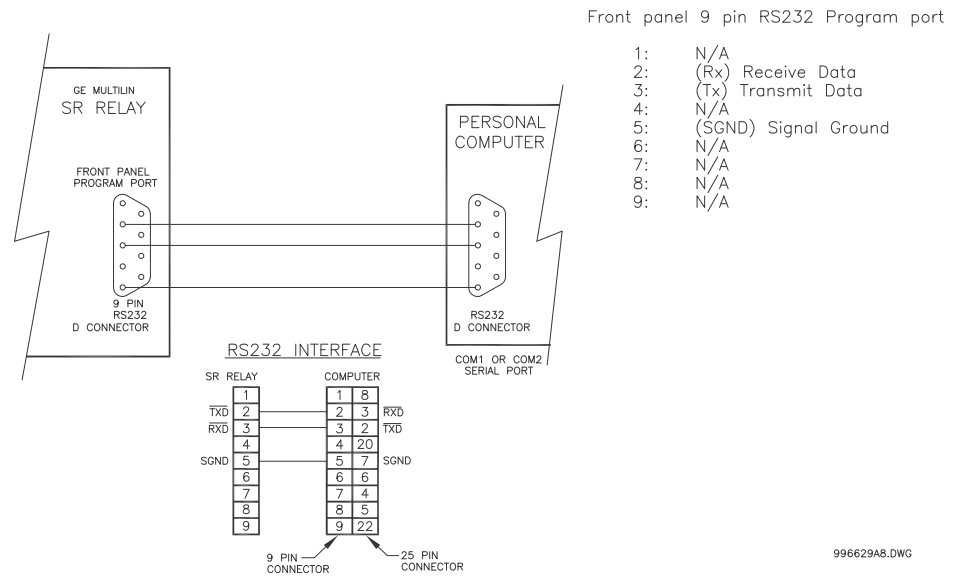 Front panel 9 pin RS232 Program port
1: N/A
2: (Rx) Receive Data
3: (Tx) Transmit Data
4: N/A
5: (SGND) Signal Ground
6: N/A
7: N/A
8: N/A
9: N/A
GE MULTILIN
SR RELAY
FRONT PANEL
PROGRAM PORT
9 PIN
RS232
D CONNECTOR
PERSONAL
COMPUTER
RS232
D CONNECTOR
COM1 OR COM2
SERIAL PORT
RS232 INTERFACE
SR RELAY COMPUTER
1 1 8
TXD 2 2 3 RXD
RXD 3 3 2 TXD
4 4 20
SGND 5 5 7 SGND
6 6 6
7 7 4
8 8 5
9 9 22
9 PIN
CONNECTOR
25 PIN
CONNECTOR
996629A8.DWG